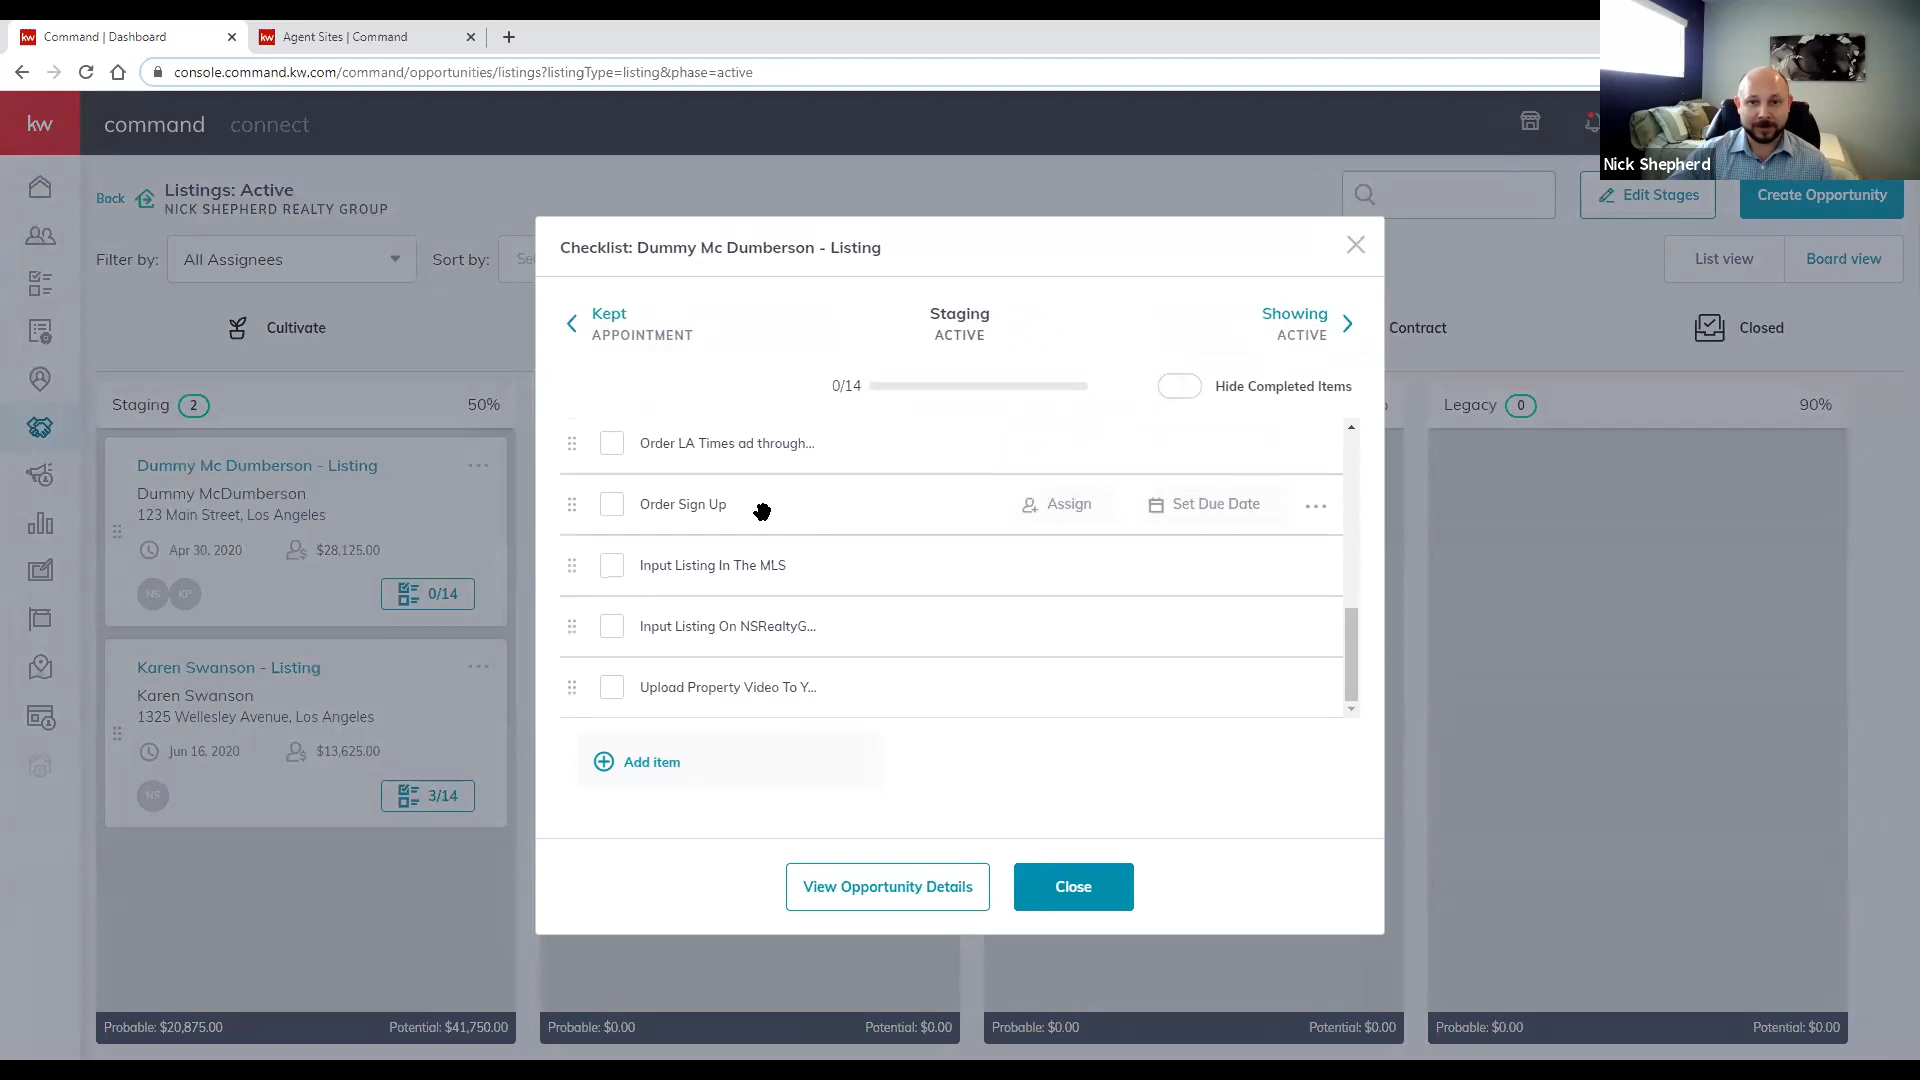 kw Command | Dashboard
kw Agent Sites | Command
console.command.kw.com/command/opportunities/listings?listingType=listing&phase=active
Nick Shepherd
kw command connect
Back
Listings: Active
NICK SHEPHERD REALTY GROUP
Edit Stages
Create Opportunity
Filter by: All Assignees
Sort by: Se
List view
Board view
Cultivate
Contract
Closed
Staging 2 50%
Dummy Mc Dumberson - Listing
Dummy McDumberson
123 Main Street, Los Angeles
Apr 30, 2020 $28,125.00
NS KP 0/14
Karen Swanson - Listing
Karen Swanson
1325 Wellesley Avenue, Los Angeles
Jun 16, 2020 $13,625.00
NS 3/14
Checklist: Dummy Mc Dumberson - Listing
Kept
APPOINTMENT
Staging
ACTIVE
Showing
ACTIVE
0/14
Hide Completed Items
Order LA Times ad through...
Order Sign Up Assign Set Due Date
Input Listing In The MLS
Input Listing On NSRealtyG...
Upload Property Video To Y...
Add item
View Opportunity Details
Close
Legacy 0 90%
Probable: $20,875.00 Potential: $41,750.00
Probable: $0.00 Potential: $0.00
Probable: $0.00 Potential: $0.00
Probable: $0.00 Potential: $0.00